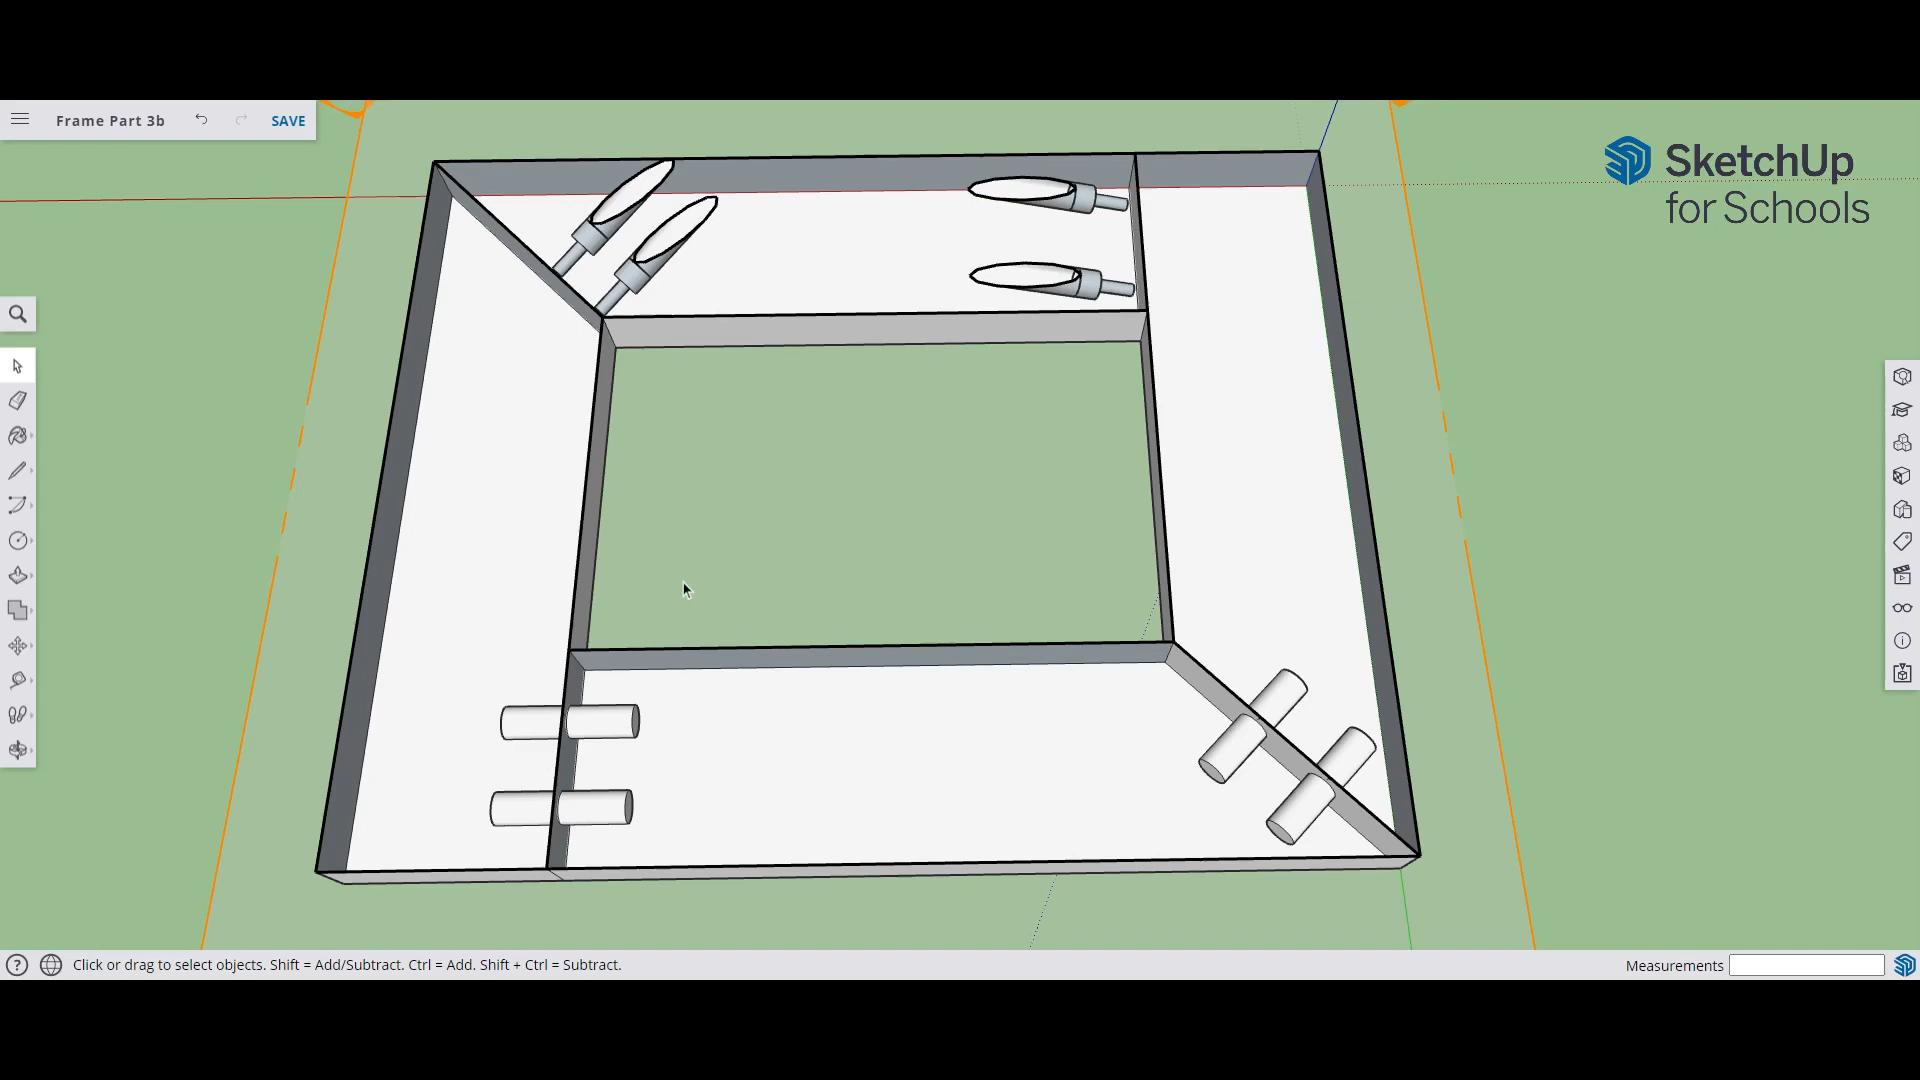 Frame Part 3b
SAVE
SketchUp
for Schools
Click or drag to select objects. Shift = Add/Subtract. Ctrl = Add. Shift + Ctrl = Subtract.
Measurements